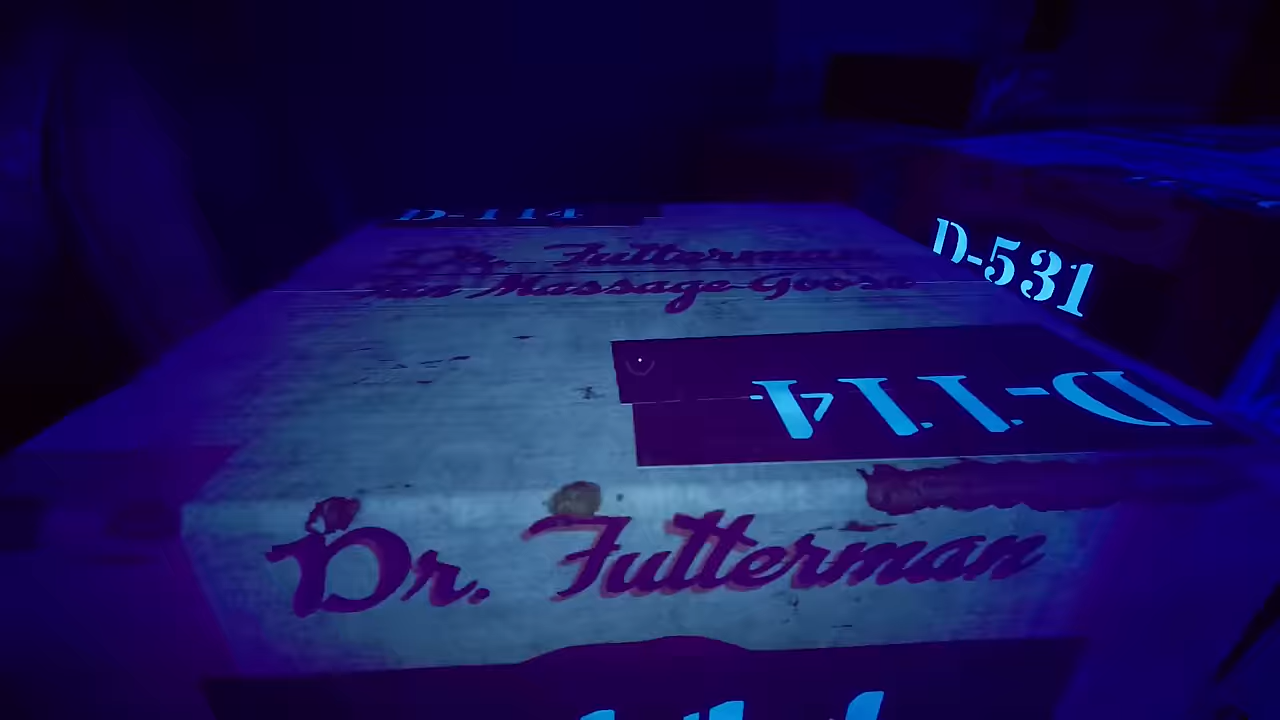 D-114
Dr. Futterman
Massage Goose
D-531
D-114
Dr. Futterman